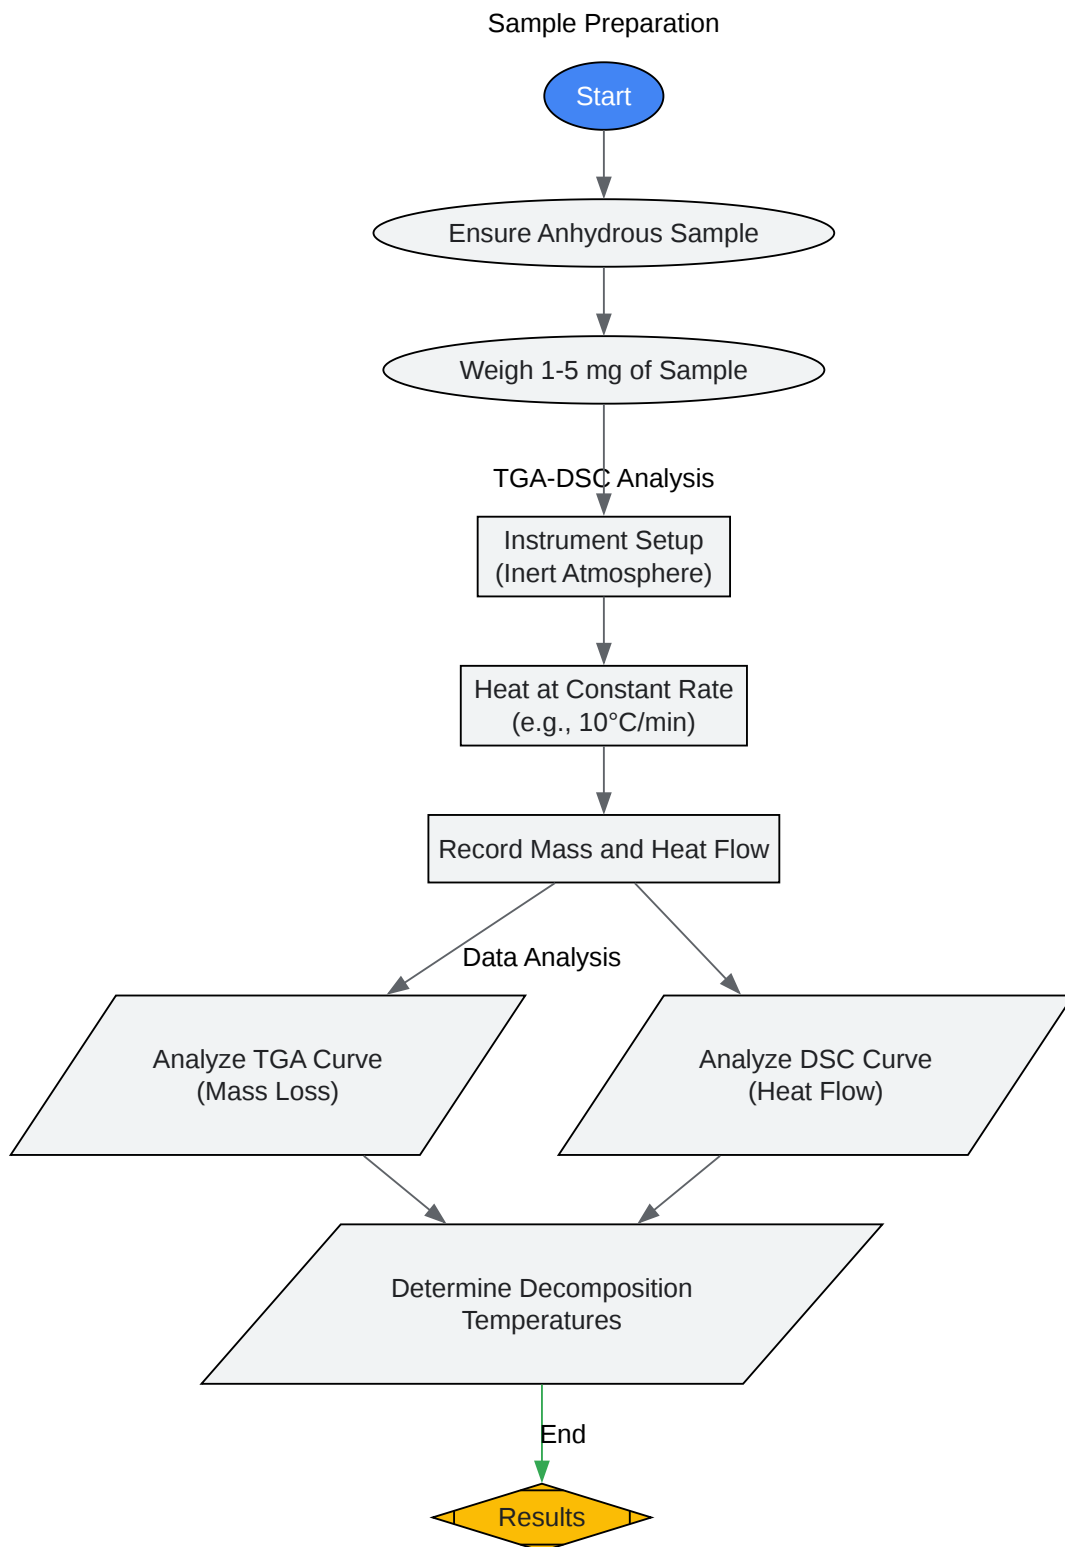 Sample Preparation
Start
Ensure Anhydrous Sample
Weigh 1-5 mg of Sample
TGA-DSC Analysis
Instrument Setup
(Inert Atmosphere)
Heat at Constant Rate
(e.g., 10°C/min)
Record Mass and Heat Flow
Data Analysis
Analyze TGA Curve
(Mass Loss)
Analyze DSC Curve
(Heat Flow)
Determine Decomposition
Temperatures
End
Results